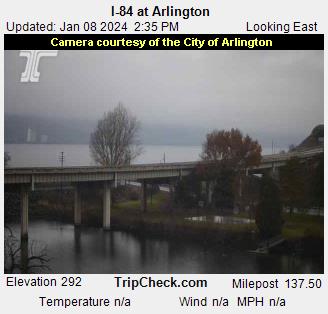 I-84 at Arlington
Updated: Jan 08 2024 2:35 PM Looking East
Camera courtesy of the City of Arlington
Elevation 292 TripCheck.com Milepost 137.50
Temperature n/a Wind n/a MPH n/a